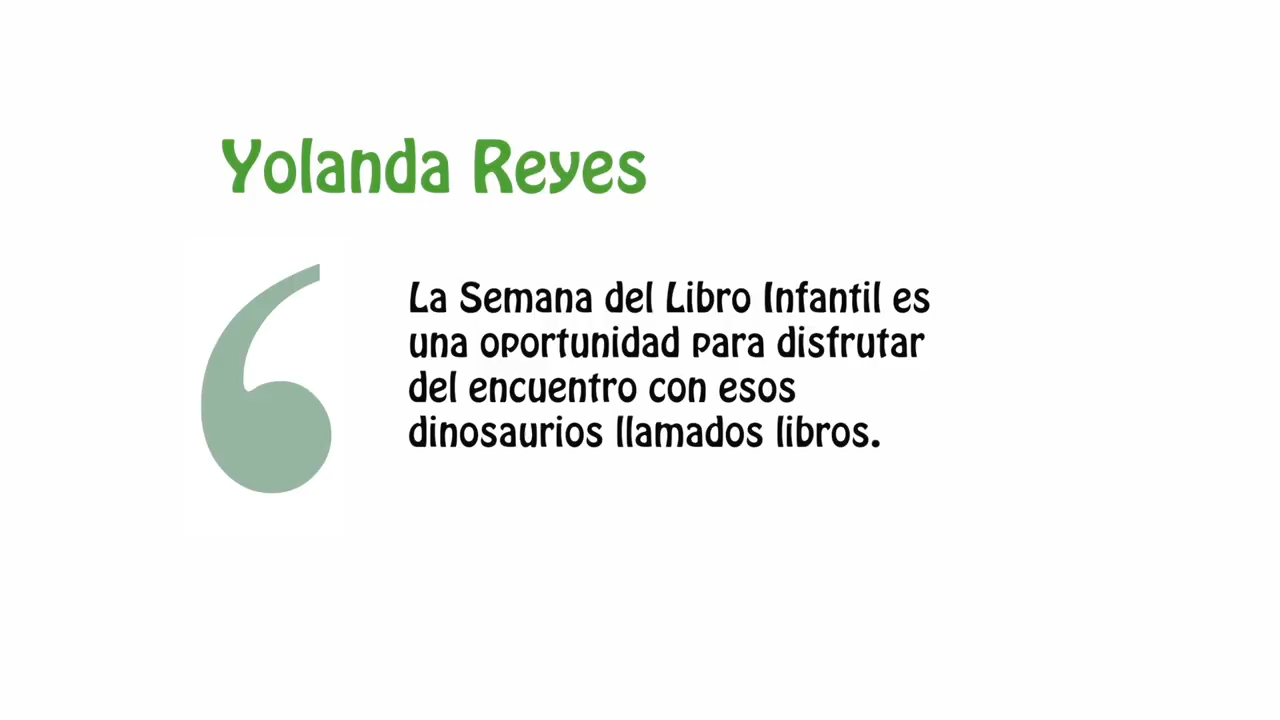 Yolanda Reyes
La Semana del Libro Infantil es
una oportunidad para disfrutar
del encuentro con esos
dinosaurios llamados libros.